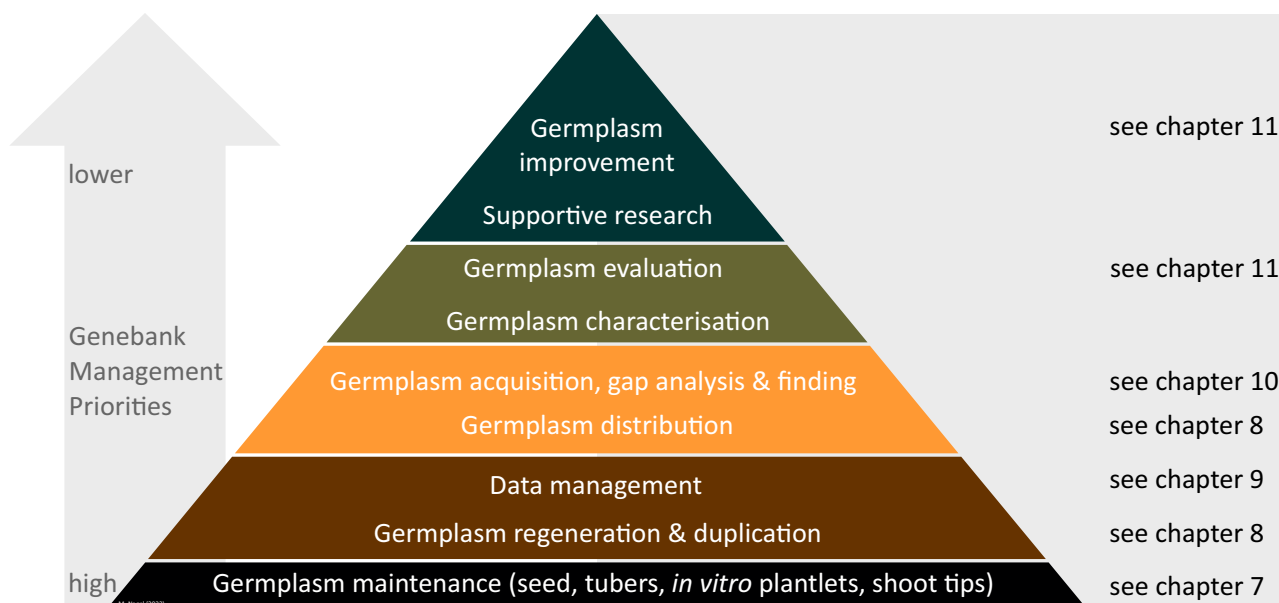 Germplasm
improvement
see chapter 11
lower
Supportive research
Germplasm evaluation
see chapter 11
Germplasm characterisation
Genebank
Management
Priorities
Germplasm acquisition, gap analysis & finding
see chapter 10
Germplasm distribution
see chapter 8
Data management
see chapter 9
Germplasm regeneration & duplication
see chapter 8
high
Germplasm maintenance (seed, tubers, in vitro plantlets, shoot tips)
see chapter 7